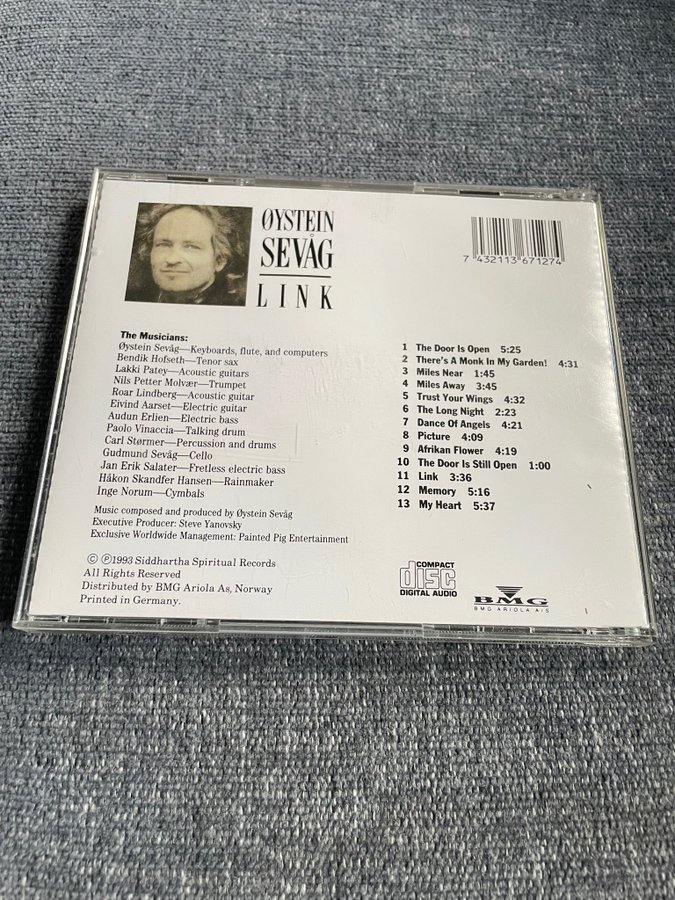 ØYSTEIN
SEVÅG
LINK
7 432113 671274
The Musicians:
Øystein Sevåg—Keyboards, flute, and computers
Bendik Hofseth—Tenor sax
Lakki Patey—Acoustic guitars
Nils Petter Molvær—Trumpet
Roar Lindberg—Acoustic guitar
Eivind Aarset—Electric guitar
Audun Erlien—Electric bass
Paolo Vinaccia—Talking drum
Carl Størmer—Percussion and drums
Gudmund Sevåg—Cello
Jan Erik Salater—Fretless electric bass
Håkon Skandfer Hansen—Rainmaker
Inge Norum—Cymbals
Music composed and produced by Øystein Sevåg
Executive Producer: Steve Yanovsky
Exclusive Worldwide Management: Painted Pig Entertainment
© ℗1993 Siddhartha Spiritual Records
All Rights Reserved
Distributed by BMG Ariola As, Norway
Printed in Germany.
1 The Door Is Open 5:25
2 There's A Monk In My Garden! 4:31
3 Miles Near 1:45
4 Miles Away 3:45
5 Trust Your Wings 4:32
6 The Long Night 2:23
7 Dance Of Angels 4:21
8 Picture 4:09
9 Afrikan Flower 4:19
10 The Door Is Still Open 1:00
11 Link 3:36
12 Memory 5:16
13 My Heart 5:37
COMPACT
disc
DIGITAL AUDIO
BMG
BMG ARIOLA A/S